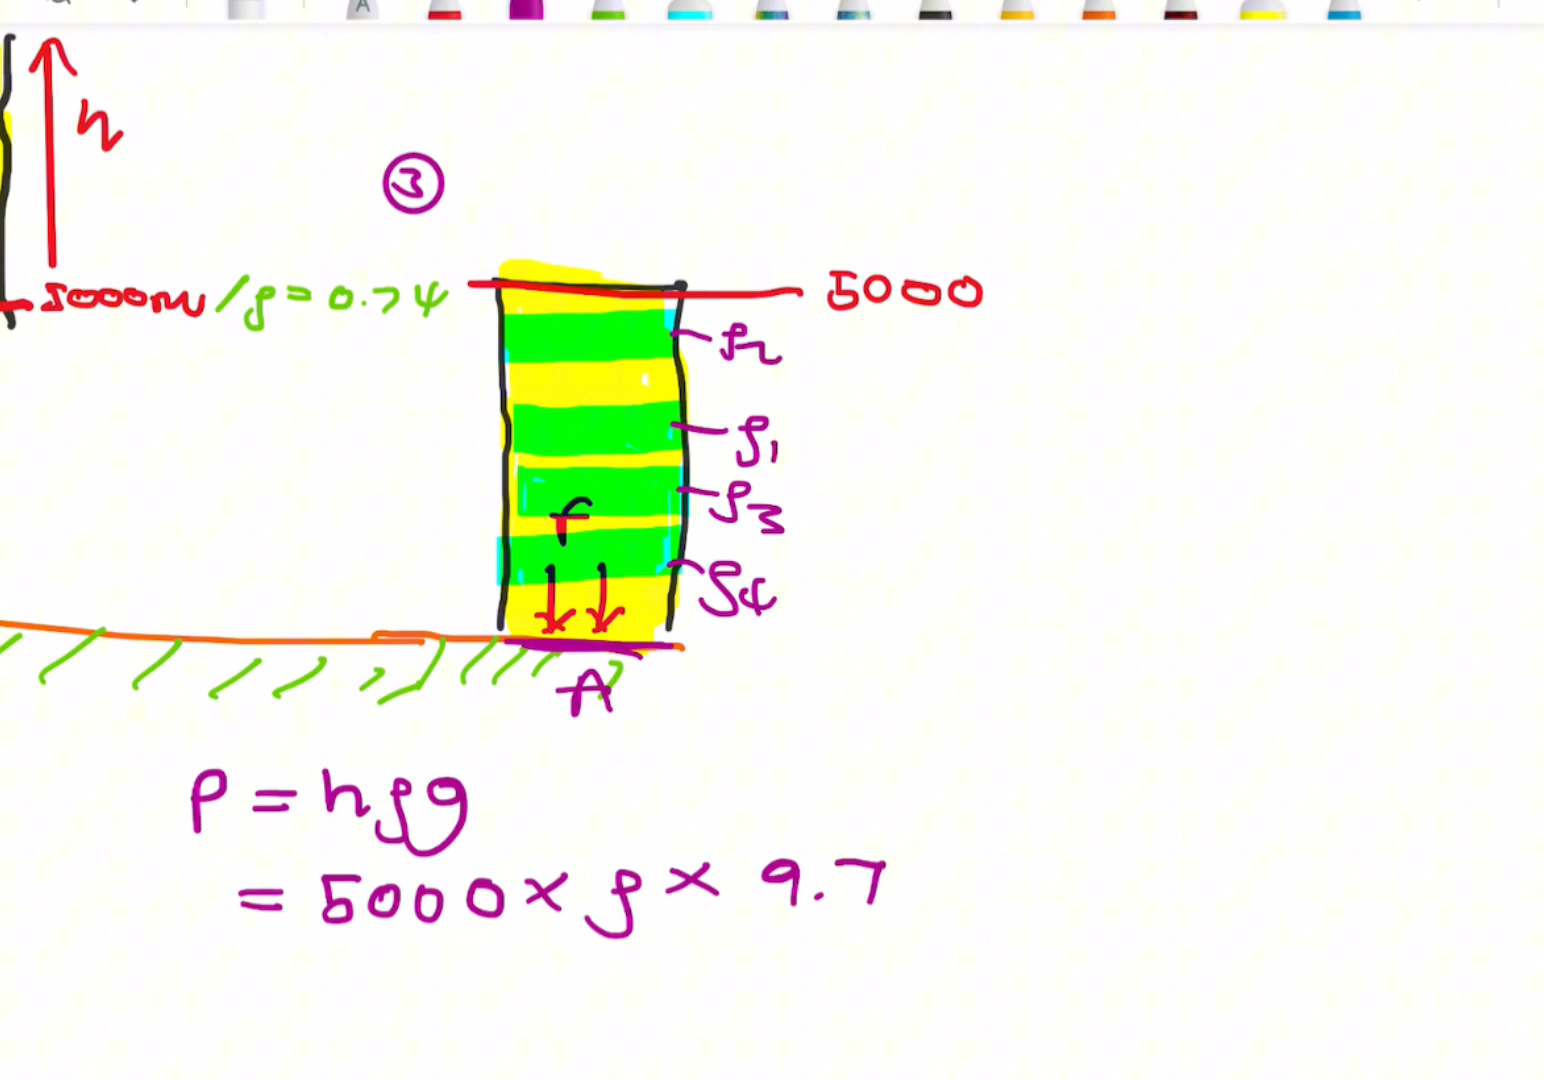 h
③
5000m /ρ = 0.74
5000
ρ2
ρ1
ρ3
F
ρ4
A
P = hρg
= 5000 × ρ × 9.7